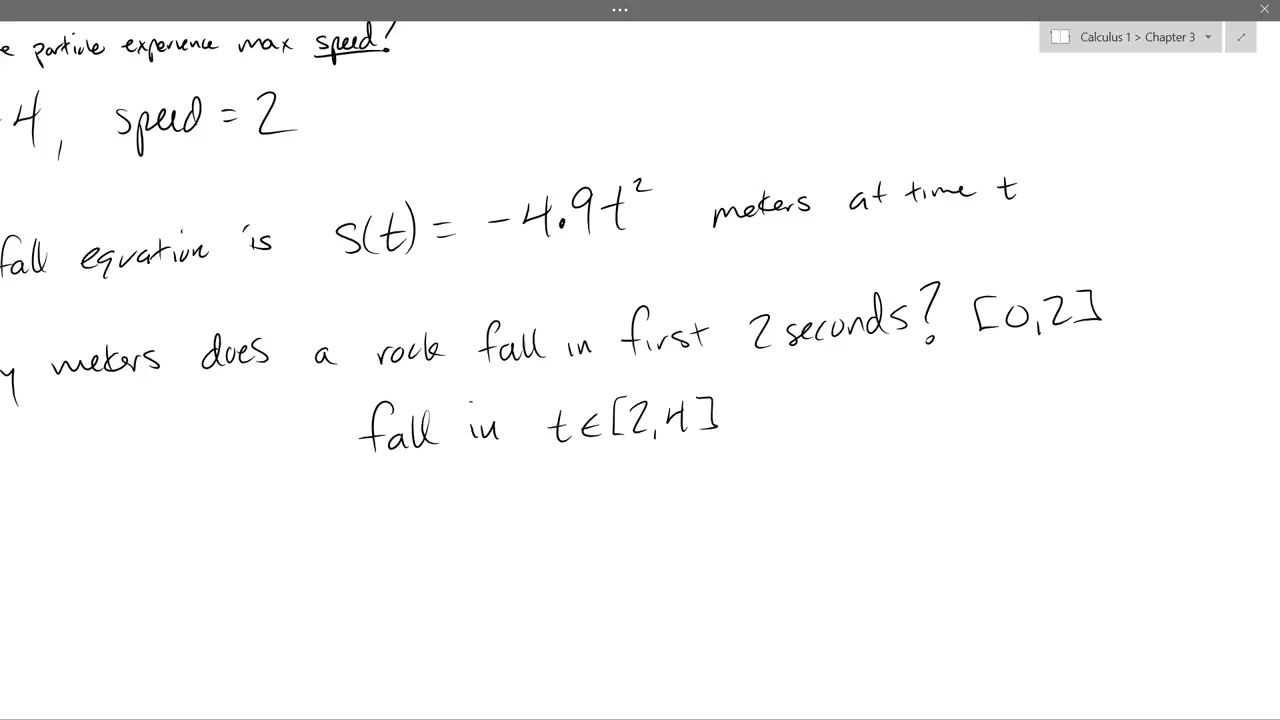 Calculus 1 > Chapter 3
e particle experience max speed!
4, speed = 2
fall equation is s(t) = -4.9t² meters at time t
y meters does a rock fall in first 2 seconds? [0,2]
fall in t∈[2,4]